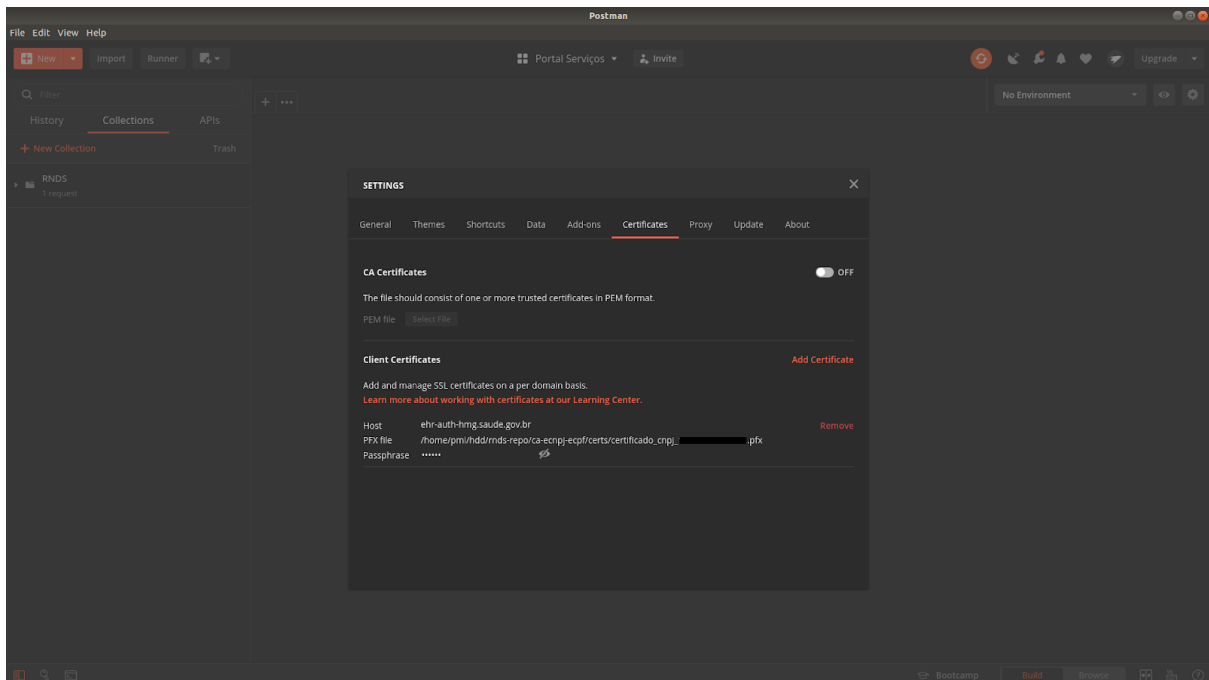 Postman
File Edit View Help
New Import Runner Portal Serviços Invite Upgrade
Filter
No Environment
History Collections APIs
+ New Collection Trash
RNDS
1 request
SETTINGS
General Themes Shortcuts Data Add-ons Certificates Proxy Update About
CA Certificates OFF
The file should consist of one or more trusted certificates in PEM format.
PEM file Select File
Client Certificates Add Certificate
Add and manage SSL certificates on a per domain basis.
Learn more about working with certificates at our Learning Center.
Host ehr-auth-hmg.saude.gov.br Remove
PFX file /home/pmi/hdd/rnds-repo/ca-ecnpj-ecpf/certs/certificado_cnpj_ .pfx
Passphrase ••••••
Bootcamp Build Browse